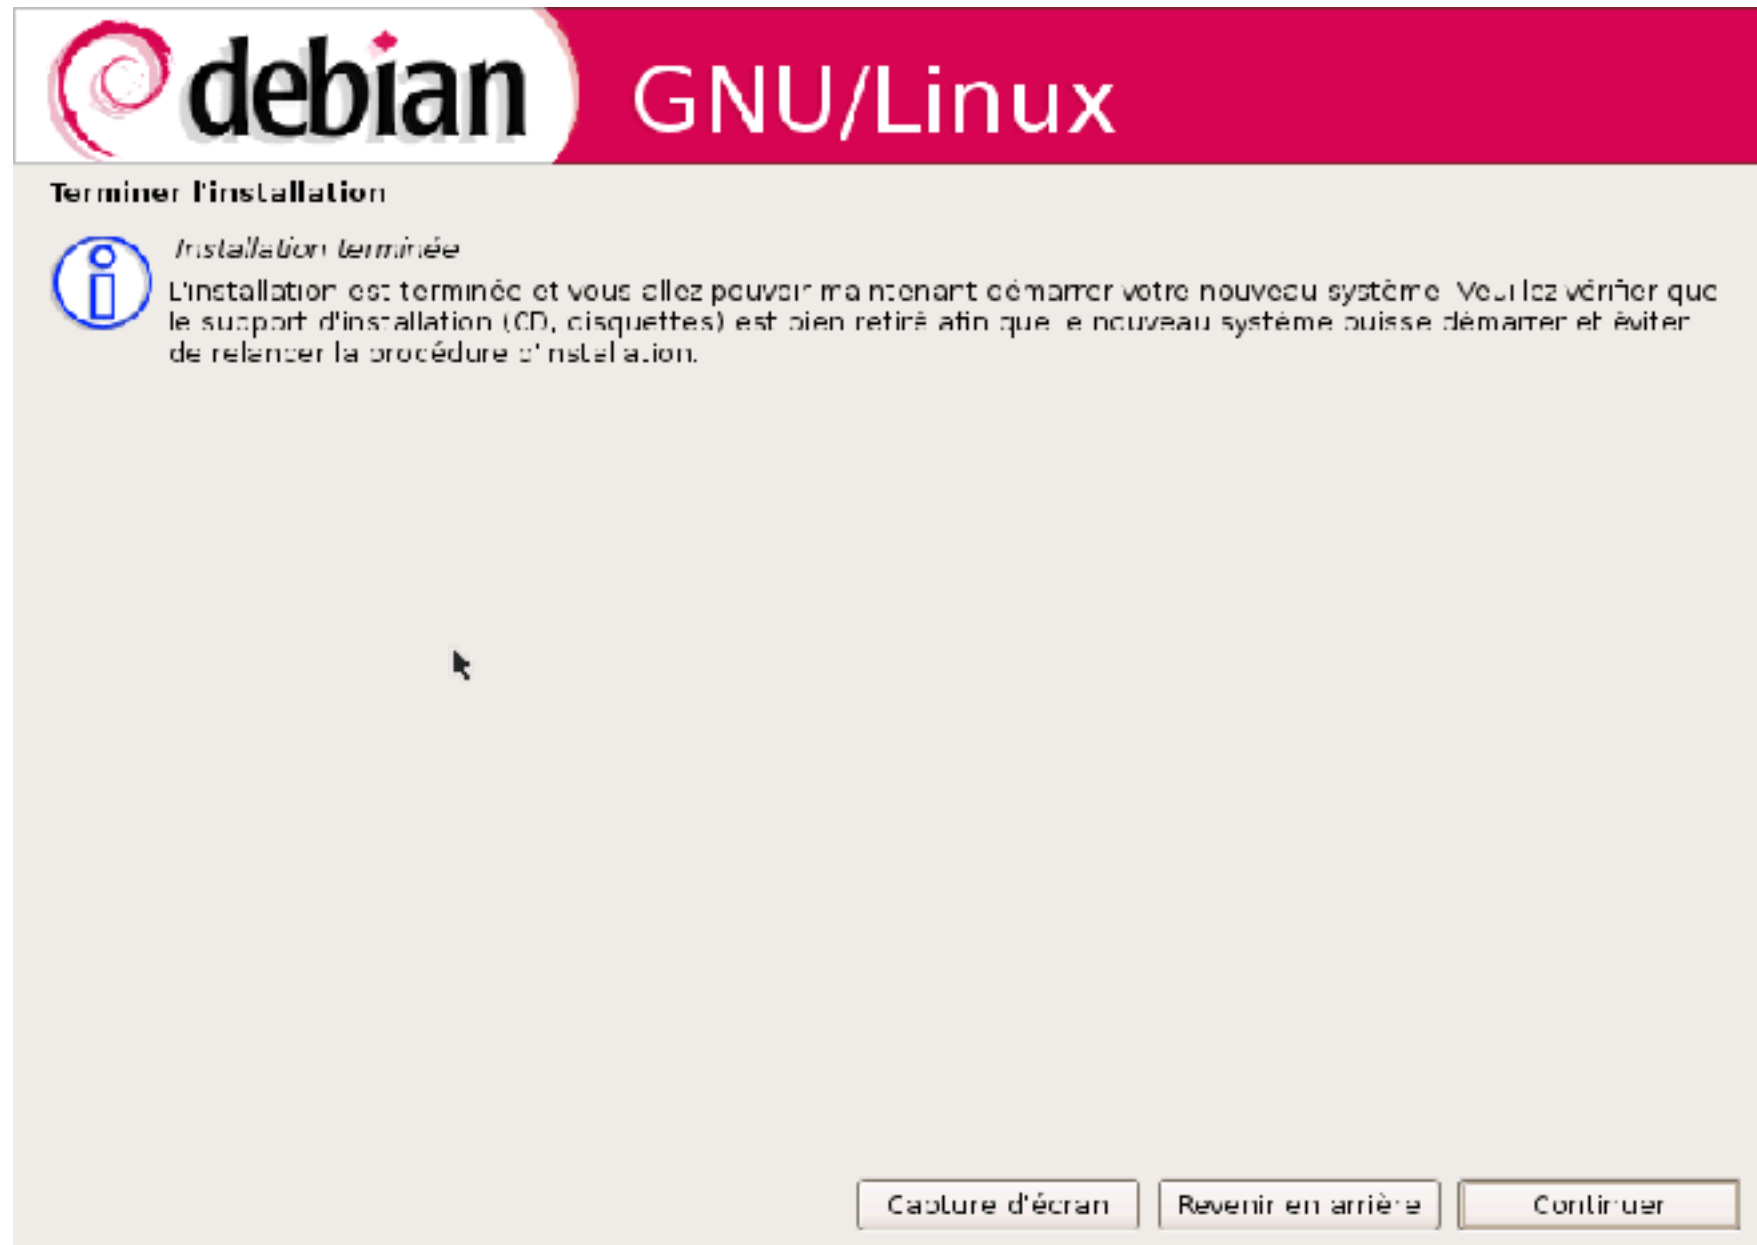 debian GNU/Linux
Terminer l'installation
Installation terminée
L'installation est terminée et vous allez pouvoir maintenant démarrer votre nouveau système. Veuillez vérifier que
le support d'installation (CD, disquettes) est bien retiré afin que le nouveau système puisse démarrer et éviter
de relancer la procédure d'installation.
Capture d'écran
Revenir en arrière
Continuer